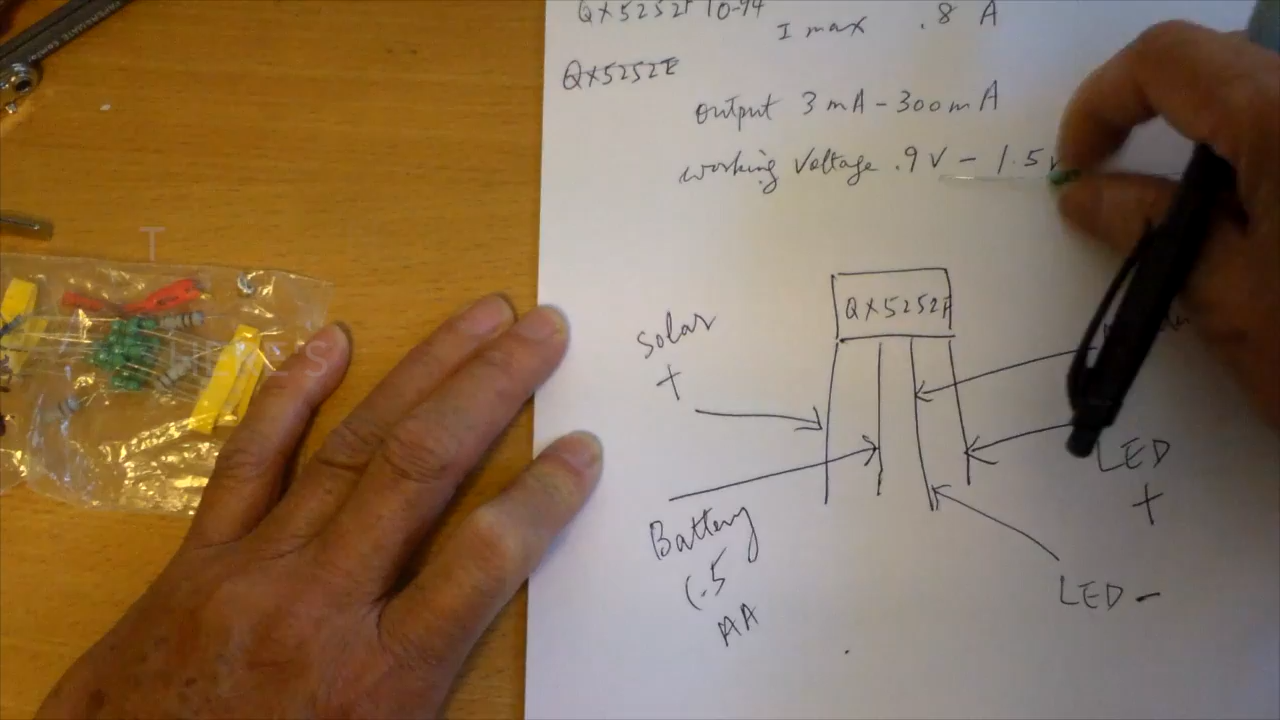 QX5252F 10-94
I max .8 A
QX5252E
output 3 mA - 300 mA
working Voltage .9 V - 1.5 V
QX5252F
Solar
+
LED
+
Battery
1.5
AA
LED -